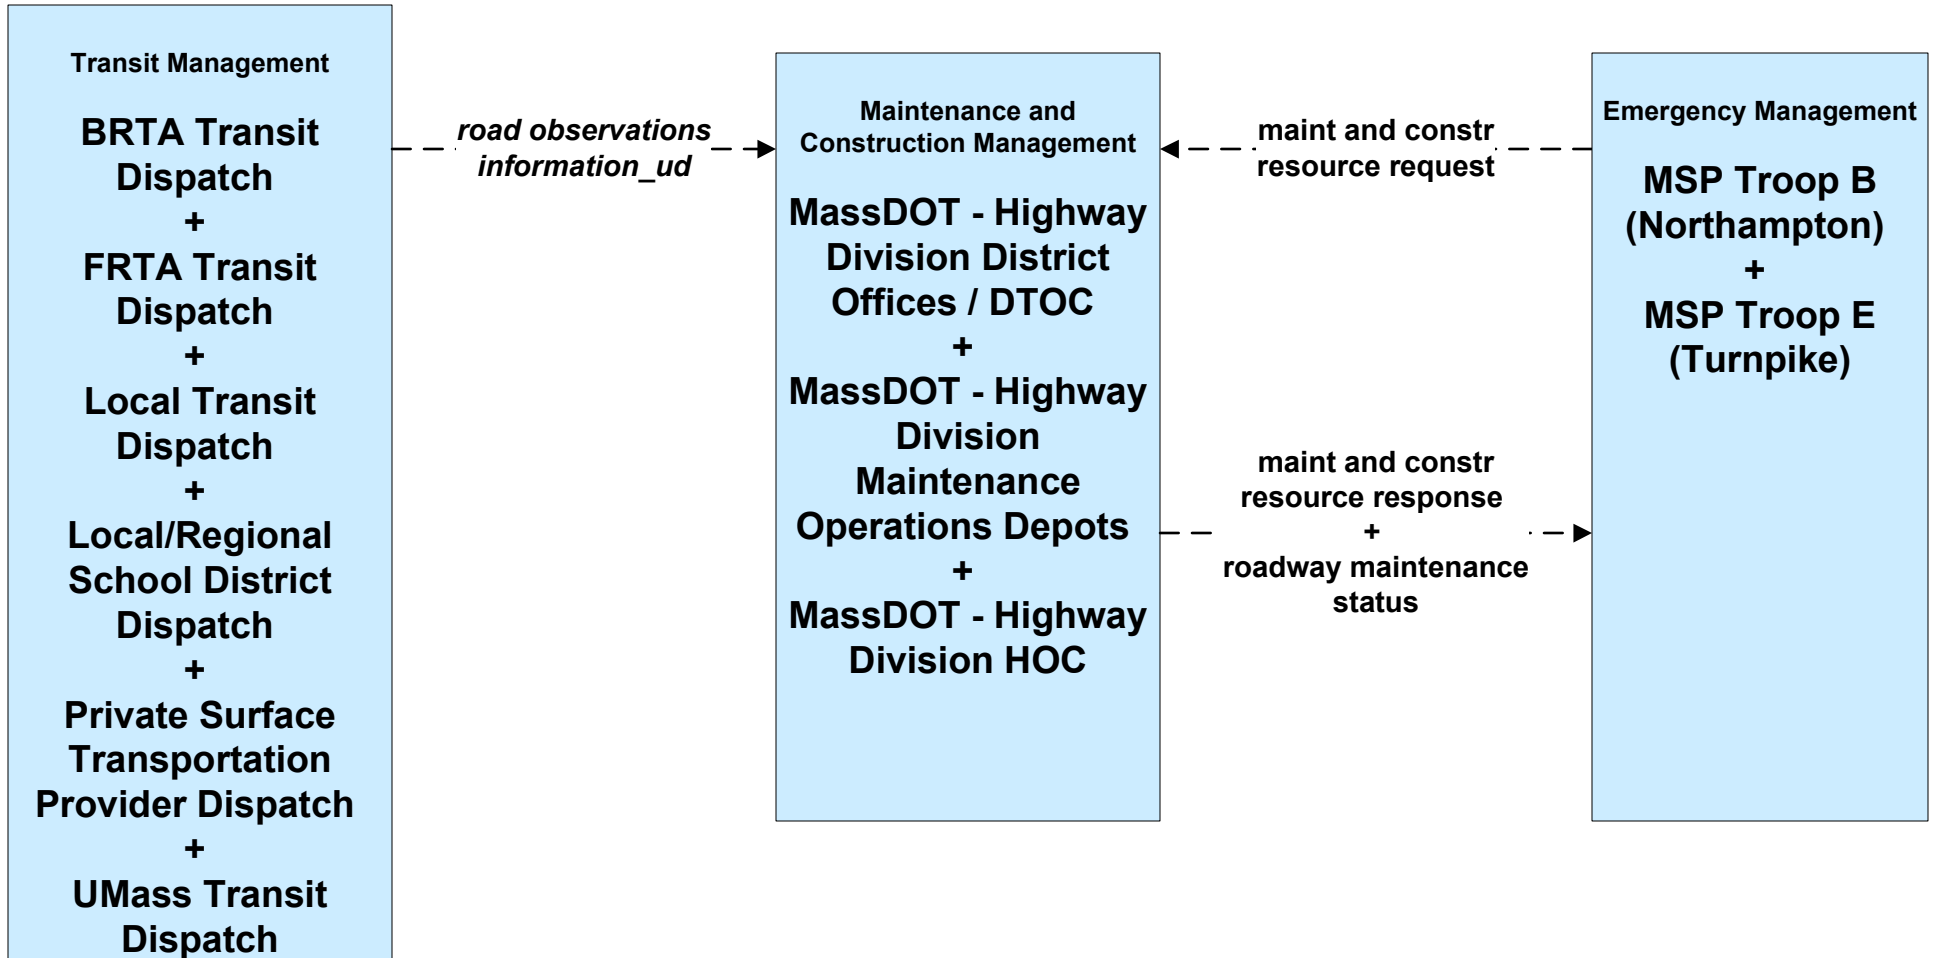 Transit Management
BRTA Transit
Dispatch
+
FRTA Transit
Dispatch
+
Local Transit
Dispatch
+
Local/Regional
School District
Dispatch
+
Private Surface
Transportation
Provider Dispatch
+
UMass Transit
Dispatch
road observations
information_ud
Maintenance and
Construction Management
MassDOT - Highway
Division District
Offices / DTOC
+
MassDOT - Highway
Division
Maintenance
Operations Depots
+
MassDOT - Highway
Division HOC
maint and constr
resource request
maint and constr
resource response
+
roadway maintenance
status
Emergency Management
MSP Troop B
(Northampton)
+
MSP Troop E
(Turnpike)